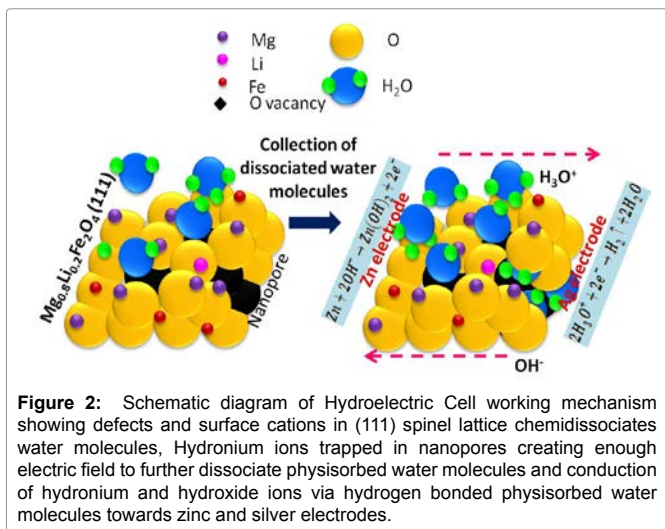 Mg
O
Li
Fe
H₂O
O vacancy
Collection of
dissociated water
molecules
Mg₀.₈Li₀.₂Fe₂O₄ (111)
Nanopore
Zn + 2OH⁻ → Zn(OH)₂ + 2e⁻
Zn electrode
H₃O⁺
Ag electrode
2H₃O⁺ + 2e⁻ → H₂ ↑ + 2H₂O
OH⁻
Figure 2: Schematic diagram of Hydroelectric Cell working mechanism
showing defects and surface cations in (111) spinel lattice chemidissociates
water molecules, Hydronium ions trapped in nanopores creating enough
electric field to further dissociate physisorbed water molecules and conduction
of hydronium and hydroxide ions via hydrogen bonded physisorbed water
molecules towards zinc and silver electrodes.